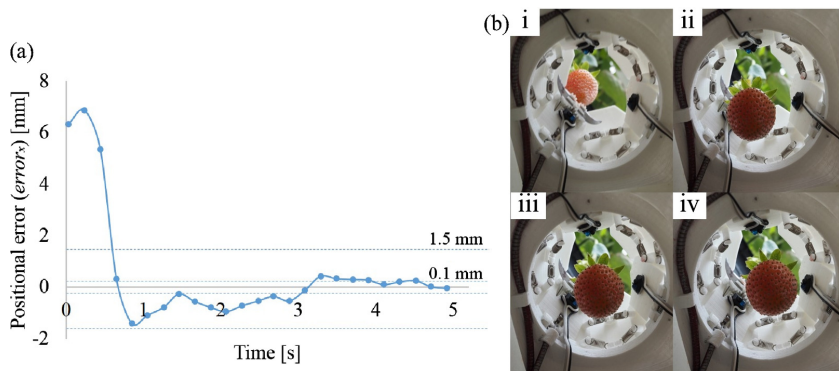 (a)
Positional error (errorₓ) [mm]
8
6
4
2
0
-2
1.5 mm
0.1 mm
0 1 2 3 4 5
Time [s]
(b)
i
ii
iii
iv